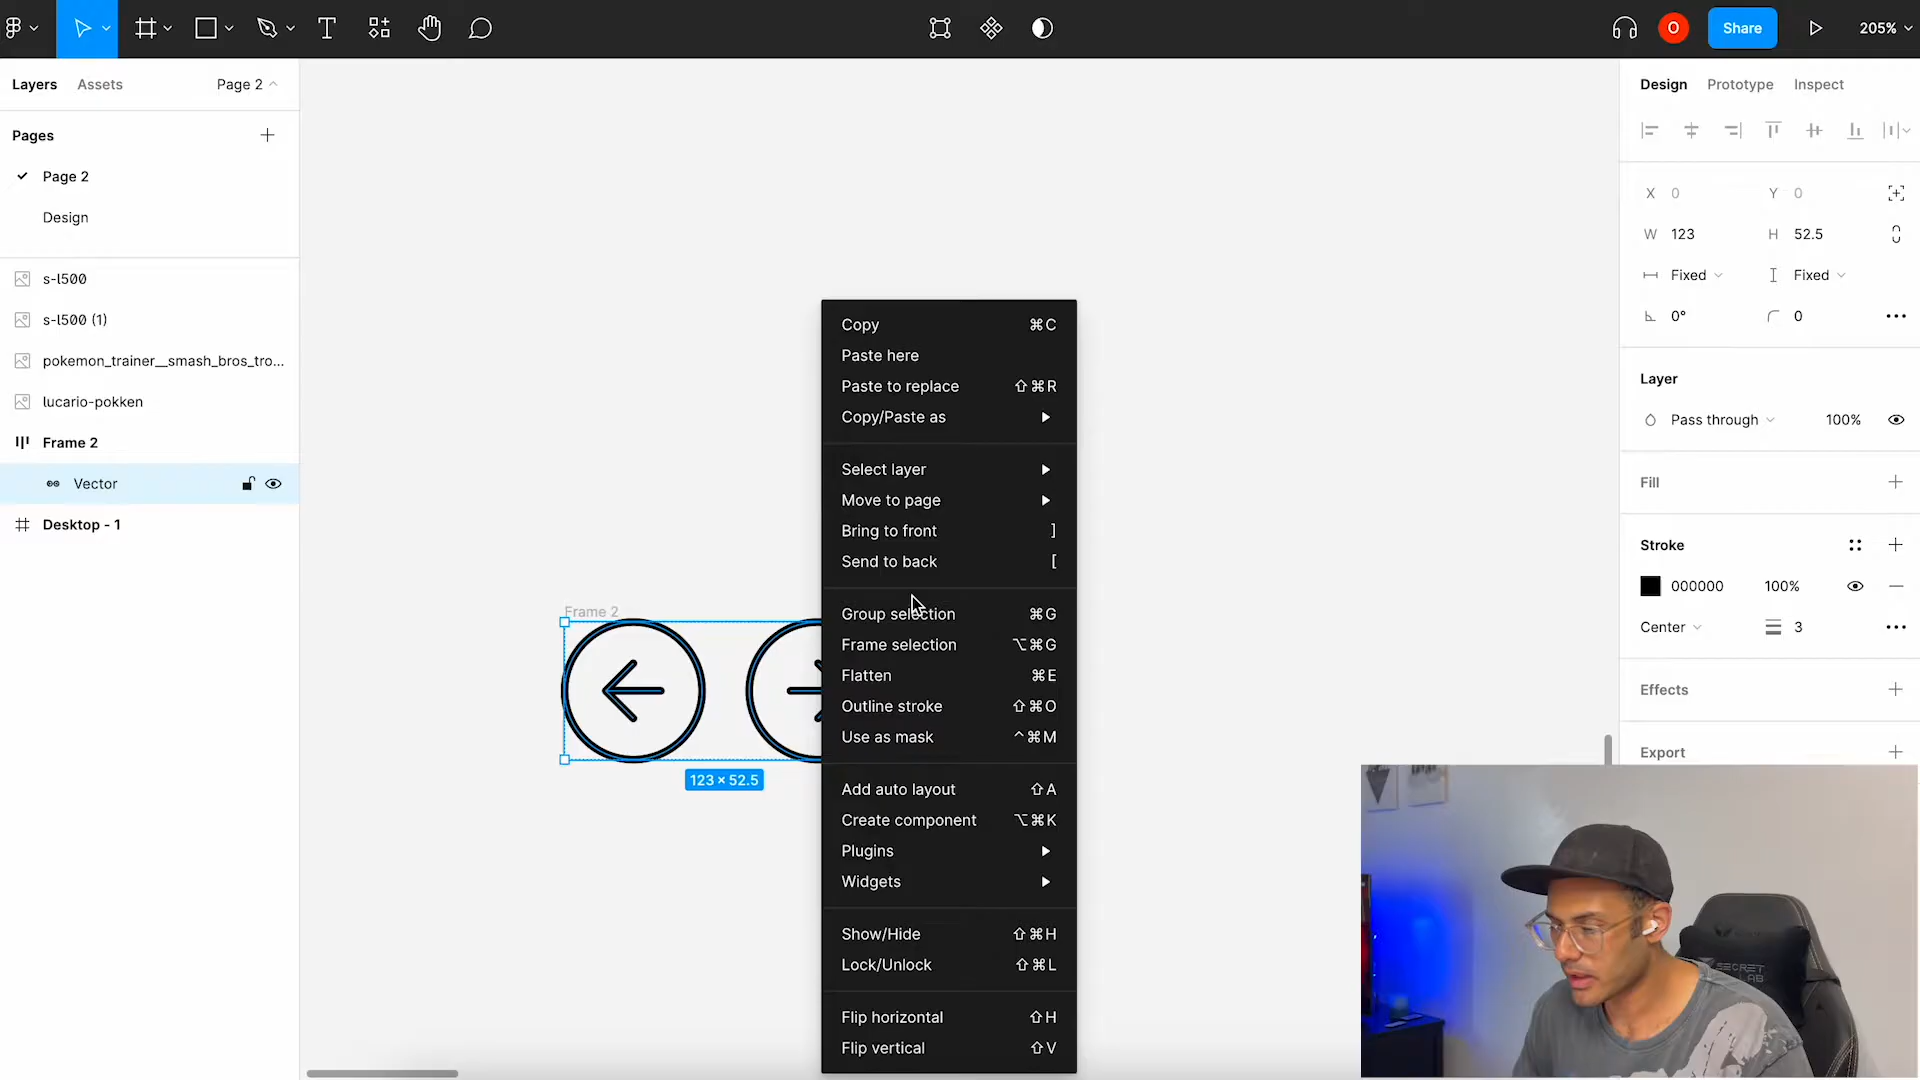 O
Share
205%
Layers
Assets
Page 2
Pages
Page 2
Design
s-l500
s-l500 (1)
pokemon_trainer__smash_bros_tro...
lucario-pokken
Frame 2
Vector
Desktop - 1
Frame 2
123 × 52.5
Copy ⌘C
Paste here
Paste to replace ⇧⌘R
Copy/Paste as
Select layer
Move to page
Bring to front ]
Send to back [
Group selection ⌘G
Frame selection ⌥⌘G
Flatten ⌘E
Outline stroke ⇧⌘O
Use as mask ^⌘M
Add auto layout ⇧A
Create component ⌥⌘K
Plugins
Widgets
Show/Hide ⇧⌘H
Lock/Unlock ⇧⌘L
Flip horizontal ⇧H
Flip vertical ⇧V
Design
Prototype
Inspect
X 0 Y 0
W 123 H 52.5
Fixed Fixed
0° 0
Layer
Pass through 100%
Fill
Stroke
000000 100%
Center 3
Effects
Export
SECRET
LAB